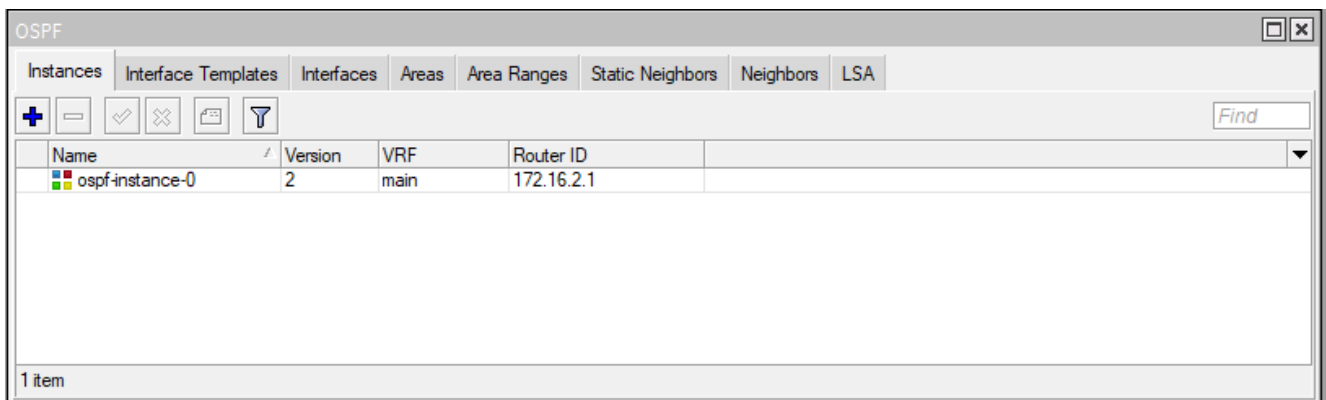 OSPF
Instances Interface Templates Interfaces Areas Area Ranges Static Neighbors Neighbors LSA
Find
Name Version VRF Router ID
ospf-instance-0 2 main 172.16.2.1
1 item